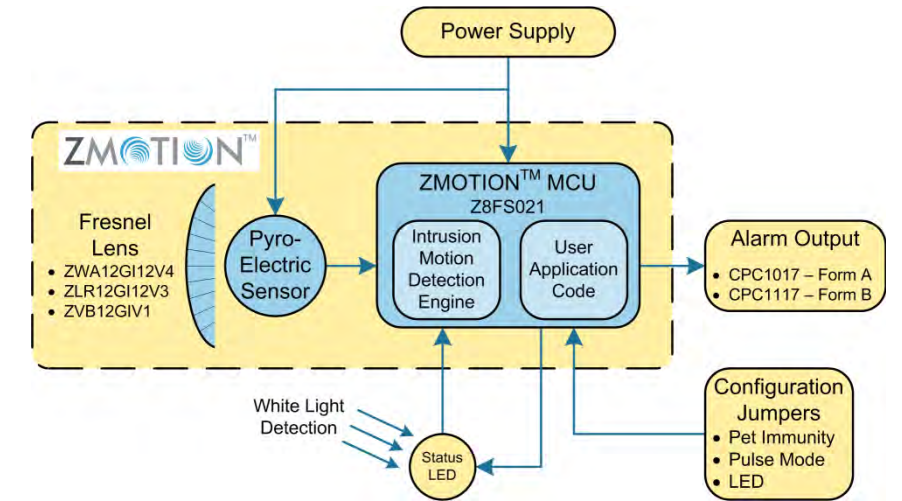 Power Supply
ZMOTION™
ZMOTION™ MCU
Z8FS021
Fresnel
Lens
• ZWA12GI12V4
• ZLR12GI12V3
• ZVB12GIV1
Pyro-
Electric
Sensor
Intrusion
Motion
Detection
Engine
User
Application
Code
Alarm Output
• CPC1017 – Form A
• CPC1117 – Form B
White Light
Detection
Status
LED
Configuration
Jumpers
• Pet Immunity
• Pulse Mode
• LED